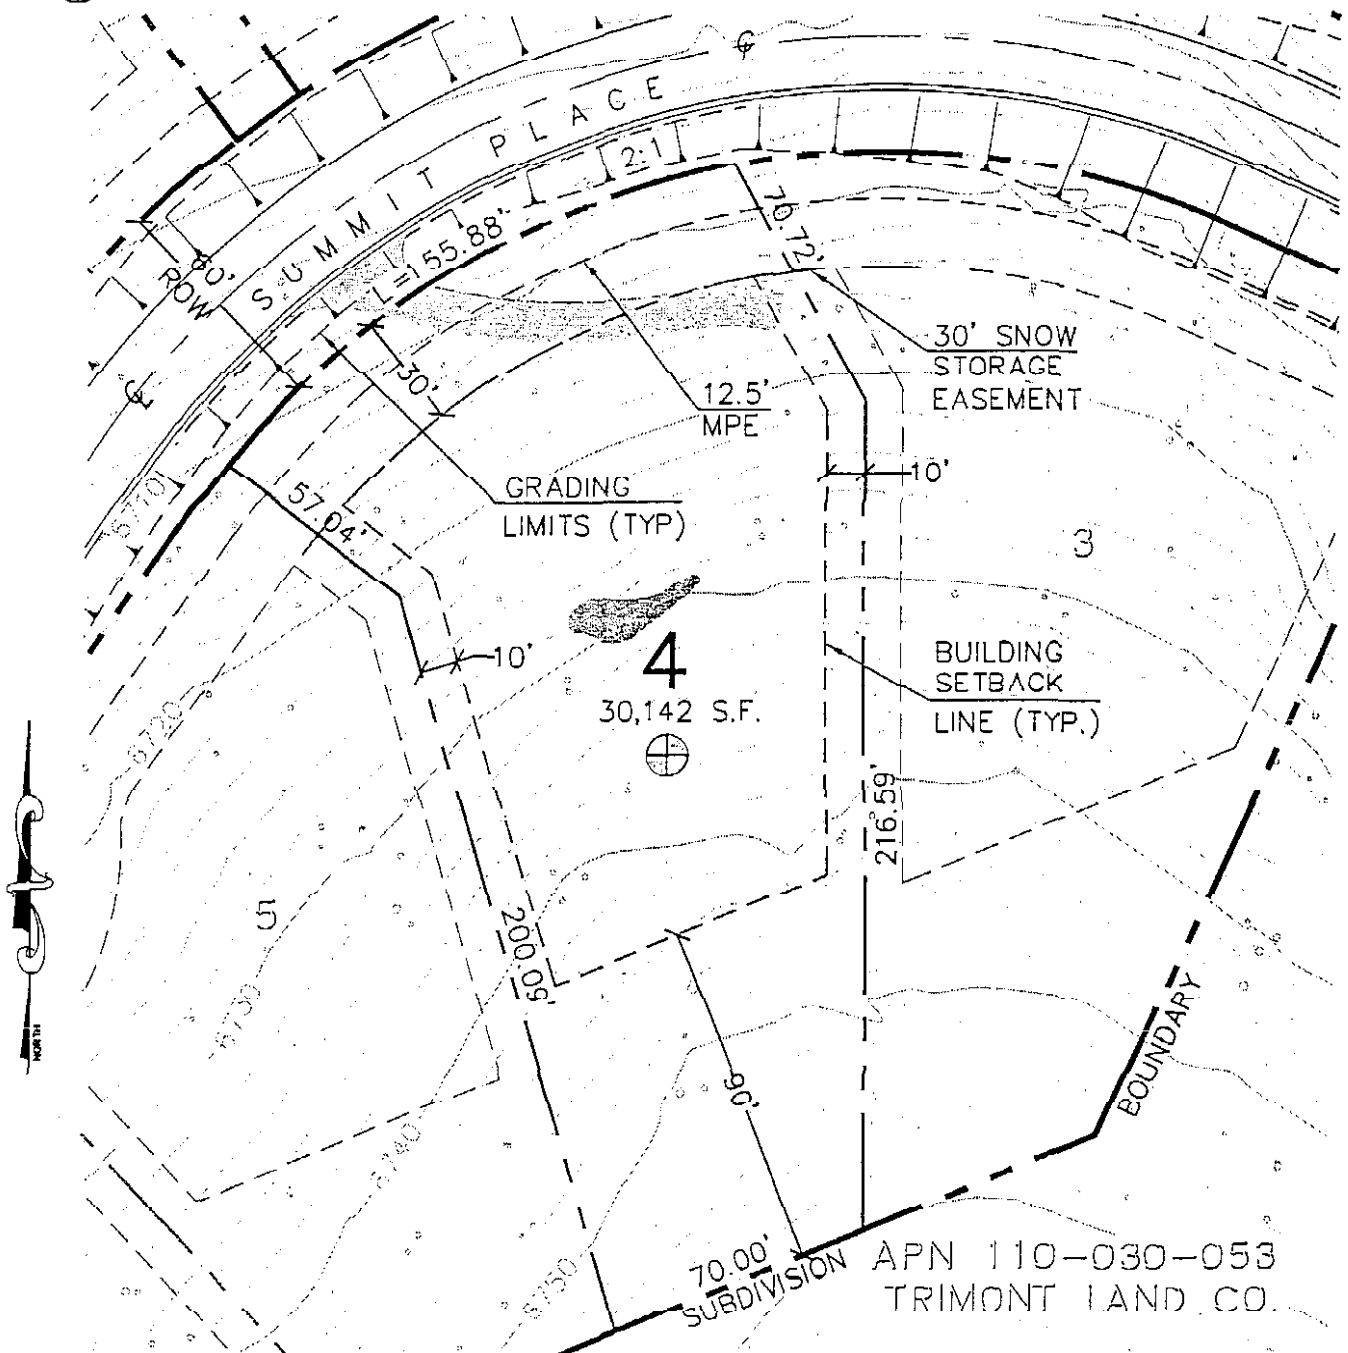 SUMMIT PLACE
2:1
L=155.88'
70.72'
60'
ROW
30'
30' SNOW
STORAGE
EASEMENT
12.5'
MPE
10'
GRADING
LIMITS (TYP)
57.04'
6710
3
10'
4
30,142 S.F.
BUILDING
SETBACK
LINE (TYP.)
6720
216.59'
5
200.09'
6730
NORTH
BOUNDARY
90'
6740
6750
70.00'
SUBDIVISION
APN 110-030-053
TRIMONT LAND CO.